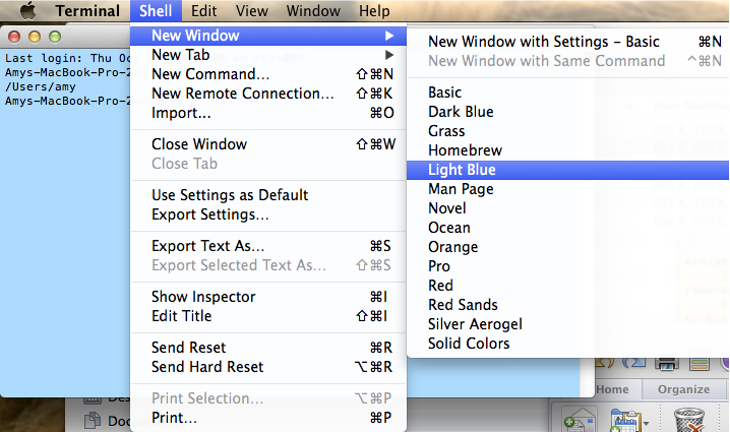 Terminal Shell Edit View Window Help
Last login: Thu Oc
Amys-MacBook-Pro-2
/Users/amy
Amys-MacBook-Pro-2
New Window ▶
New Tab ▶
New Command... ⇧⌘N
New Remote Connection... ⇧⌘K
Import... ⌘O
Close Window ⇧⌘W
Close Tab
Use Settings as Default
Export Settings...
Export Text As... ⌘S
Export Selected Text As... ⇧⌘S
Show Inspector ⌘I
Edit Title ⇧⌘I
Send Reset ⌘R
Send Hard Reset ⌥⌘R
Print Selection... ⌥⌘P
Print... ⌘P
New Window with Settings – Basic ⌘N
New Window with Same Command ^⌘N
Basic
Dark Blue
Grass
Homebrew
Light Blue
Man Page
Novel
Ocean
Orange
Pro
Red
Red Sands
Silver Aerogel
Solid Colors
Home Organize
Doc